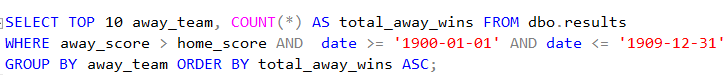 SELECT TOP 10 away_team, COUNT(*) AS total_away_wins FROM dbo.results
WHERE away_score > home_score AND  date >= '1900-01-01' AND date <= '1909-12-31'
GROUP BY away_team ORDER BY total_away_wins ASC;